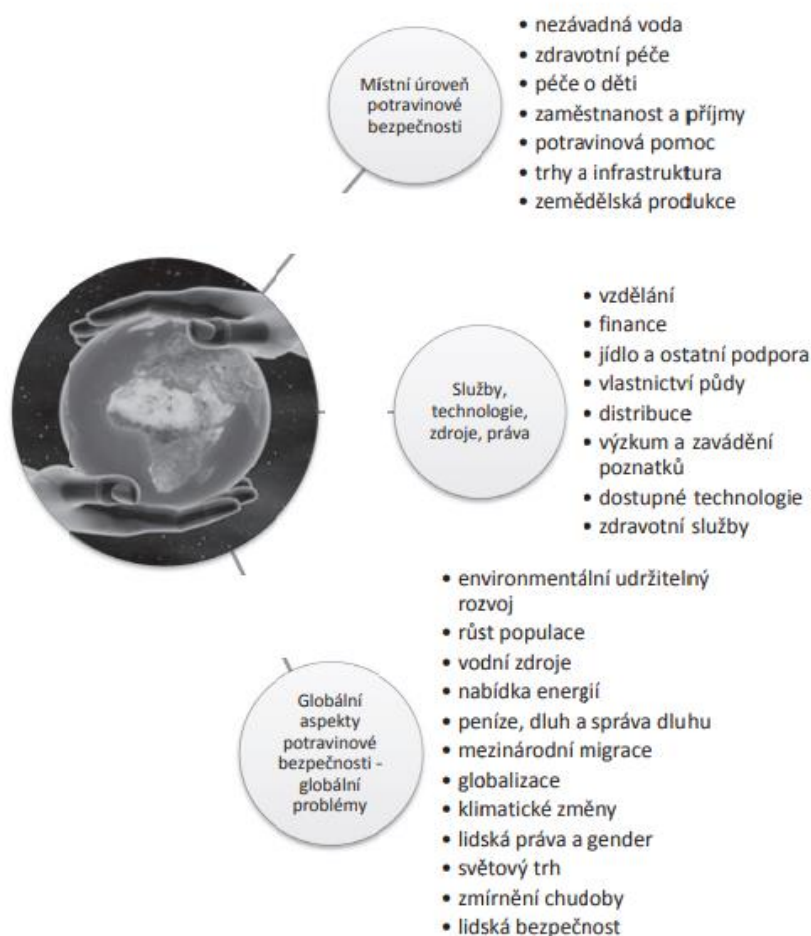 Místní úroveň
potravinové
bezpečnosti
• nezávadná voda
• zdravotní péče
• péče o děti
• zaměstnanost a příjmy
• potravinová pomoc
• trhy a infrastruktura
• zemědělská produkce
Služby,
technologie,
zdroje, práva
• vzdělání
• finance
• jídlo a ostatní podpora
• vlastnictví půdy
• distribuce
• výzkum a zavádění
poznatků
• dostupné technologie
• zdravotní služby
Globální
aspekty
potravinové
bezpečnosti -
globální
problémy
• environmentální udržitelný
rozvoj
• růst populace
• vodní zdroje
• nabídka energií
• peníze, dluh a správa dluhu
• mezinárodní migrace
• globalizace
• klimatické změny
• lidská práva a gender
• světový trh
• zmírnění chudoby
• lidská bezpečnost